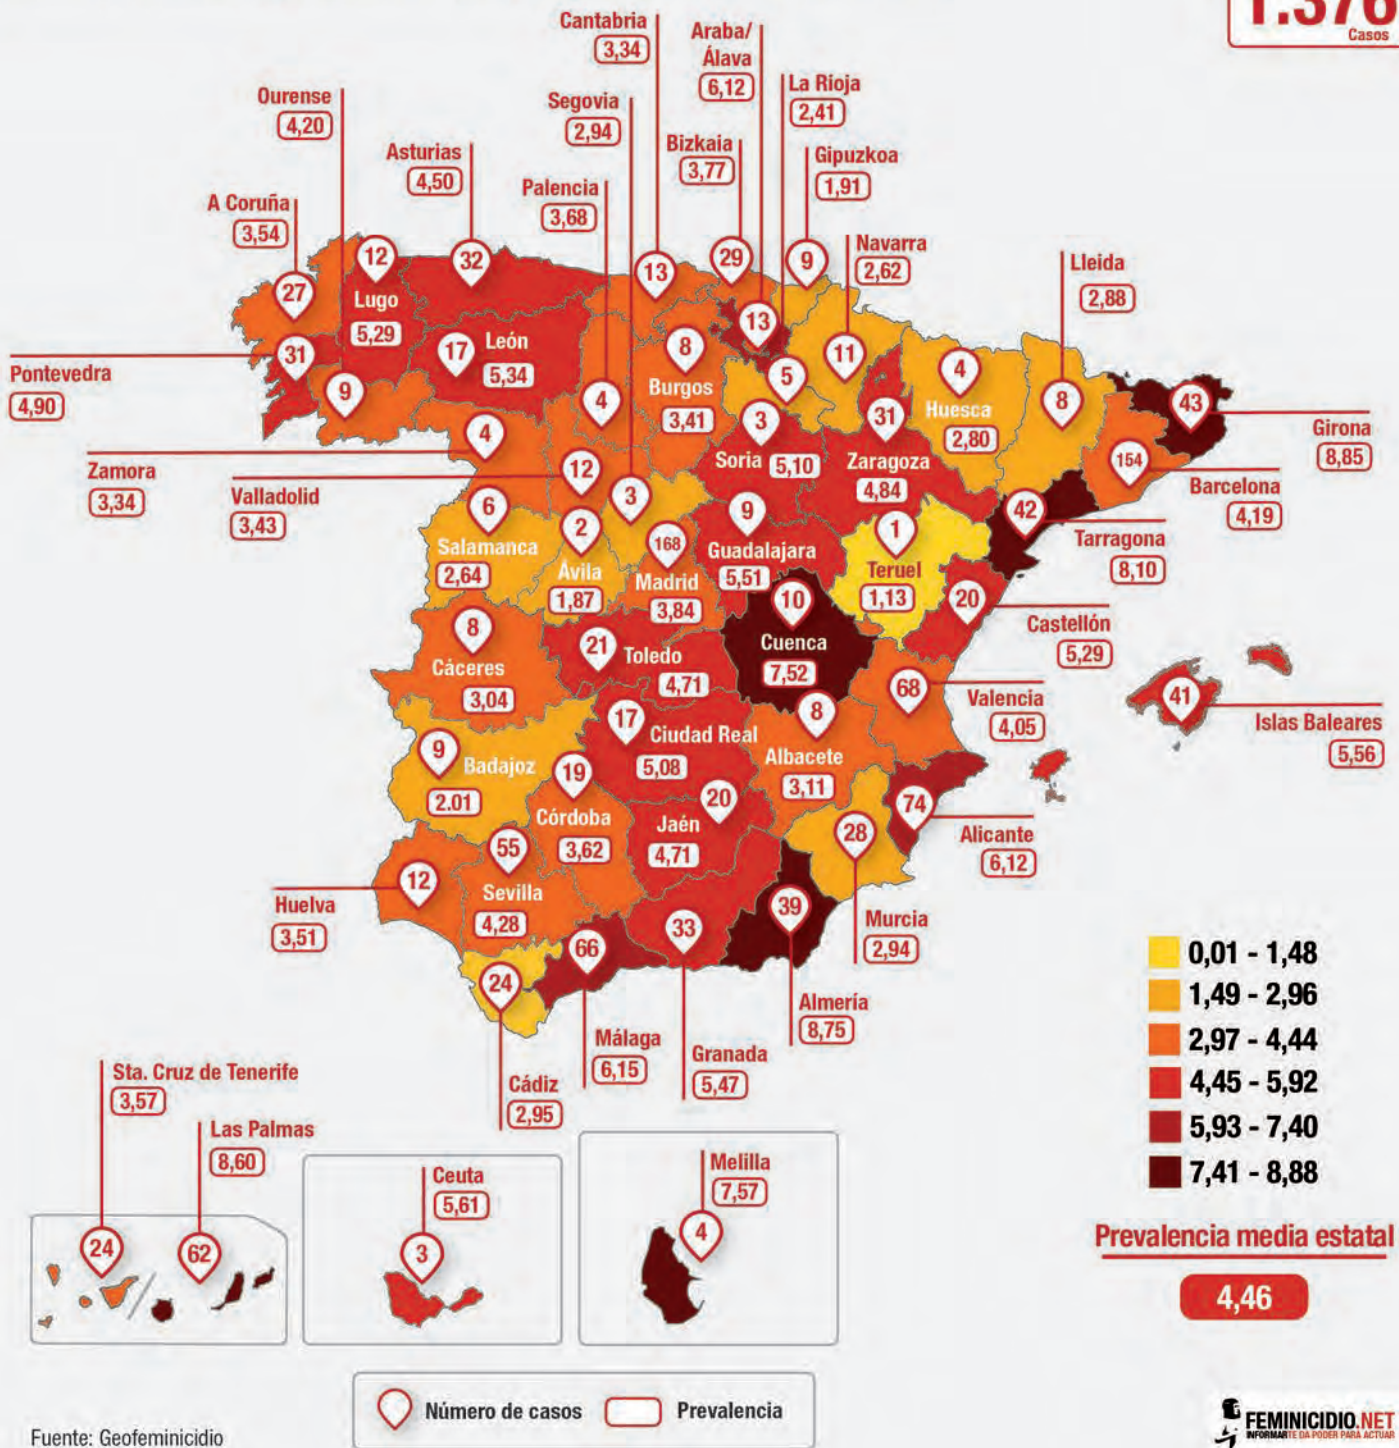 1.376
Casos
Cantabria
3,34
Araba/
Álava
6,12
La Rioja
2,41
Ourense
4,20
Segovia
2,94
Bizkaia
3,77
Gipuzkoa
1,91
Asturias
4,50
Palencia
3,68
A Coruña
3,54
Navarra
2,62
Lleida
2,88
12
Lugo
5,29
32
13
29
9
27
13
31
17
León
5,34
8
Burgos
3,41
11
5
4
Huesca
2,80
8
43
Pontevedra
4,90
9
4
3
Soria 5,10
31
Zaragoza
4,84
Girona
8,85
4
154
Barcelona
4,19
Zamora
3,34
12
Valladolid
3,43
3
6
Salamanca
2,64
2
Ávila
1,87
168
Madrid
3,84
9
Guadalajara
5,51
1
Teruel
1,13
42
Tarragona
8,10
20
Castellón
5,29
10
Cuenca
7,52
8
Cáceres
3,04
21
Toledo
4,71
68
Valencia
4,05
41
Islas Baleares
5,56
17
Ciudad Real
5,08
8
Albacete
3,11
9
Badajoz
2.01
19
Córdoba
3,62
20
Jaén
4,71
74
Alicante
6,12
28
Murcia
2,94
55
Sevilla
4,28
12
Huelva
3,51
39
Almería
8,75
33
Granada
5,47
66
Málaga
6,15
24
Cádiz
2,95
0,01 - 1,48
1,49 - 2,96
2,97 - 4,44
4,45 - 5,92
5,93 - 7,40
7,41 - 8,88
Sta. Cruz de Tenerife
3,57
Las Palmas
8,60
24
62
Ceuta
5,61
3
Melilla
7,57
4
Prevalencia media estatal
4,46
Número de casos
Prevalencia
Fuente: Geofeminicidio
FEMINICIDIO.NET
INFORMARTE DA PODER PARA ACTUAR